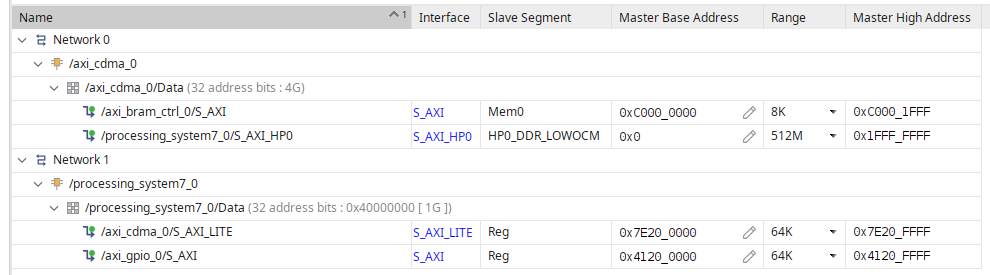 Name 1 Interface Slave Segment Master Base Address Range Master High Address
Network 0
/axi_cdma_0
/axi_cdma_0/Data (32 address bits : 4G)
/axi_bram_ctrl_0/S_AXI S_AXI Mem0 0xC000_0000 8K 0xC000_1FFF
/processing_system7_0/S_AXI_HP0 S_AXI_HP0 HP0_DDR_LOWOCM 0x0 512M 0x1FFF_FFFF
Network 1
/processing_system7_0
/processing_system7_0/Data (32 address bits : 0x40000000 [ 1G ])
/axi_cdma_0/S_AXI_LITE S_AXI_LITE Reg 0x7E20_0000 64K 0x7E20_FFFF
/axi_gpio_0/S_AXI S_AXI Reg 0x4120_0000 64K 0x4120_FFFF